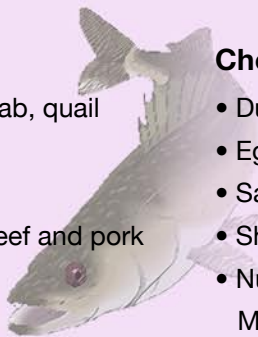 ab, quail
eef and pork
Che
• Du
• Eg
• Sa
• Sh
• Nu
M